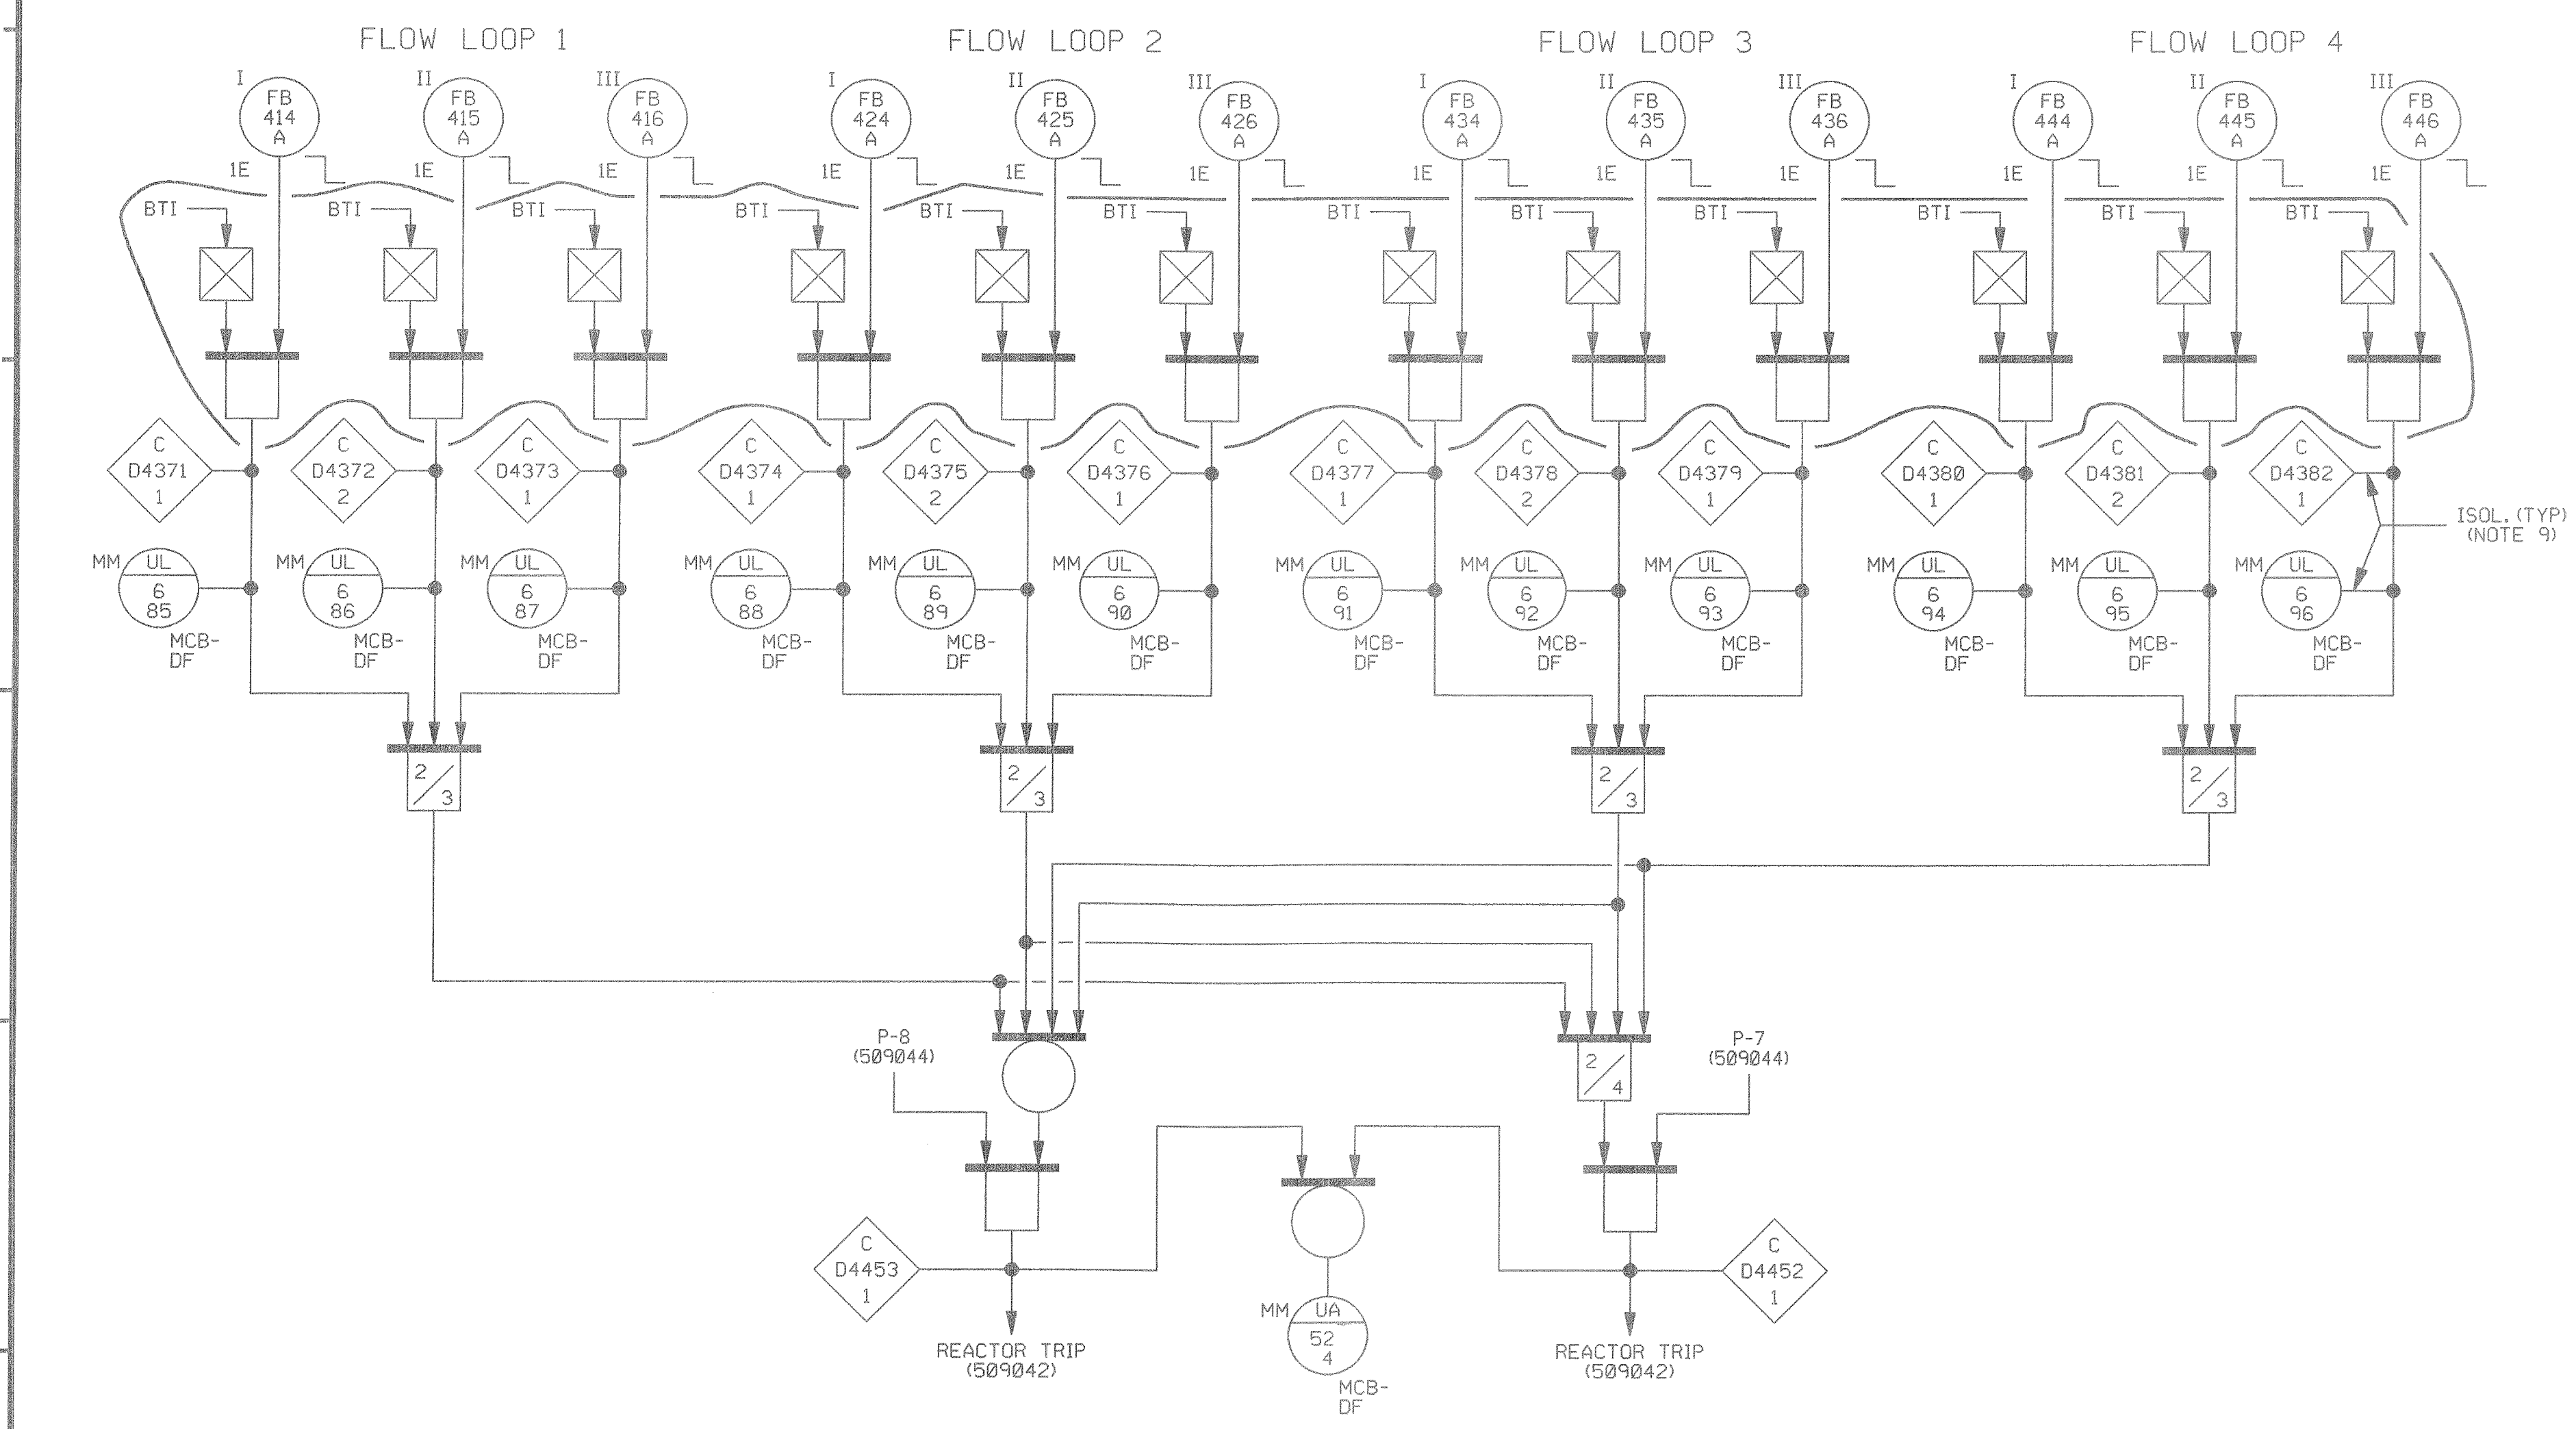 FLOW LOOP 1
FLOW LOOP 2
FLOW LOOP 3
FLOW LOOP 4
I
FB
414
A
1E
II
FB
415
A
1E
III
FB
416
A
1E
I
FB
424
A
1E
II
FB
425
A
1E
III
FB
426
A
1E
I
FB
434
A
1E
II
FB
435
A
1E
III
FB
436
A
1E
I
FB
444
A
1E
II
FB
445
A
1E
III
FB
446
A
1E
BTI
BTI
BTI
BTI
BTI
BTI
BTI
BTI
BTI
BTI
BTI
BTI
C
D4371
1
C
D4372
2
C
D4373
1
C
D4374
1
C
D4375
2
C
D4376
1
C
D4377
1
C
D4378
2
C
D4379
1
C
D4380
1
C
D4381
2
C
D4382
1
ISOL.(TYP)
(NOTE 9)
MM
UL
6
85
MCB-
DF
MM
UL
6
86
MCB-
DF
MM
UL
6
87
MCB-
DF
MM
UL
6
88
MCB-
DF
MM
UL
6
89
MCB-
DF
MM
UL
6
90
MCB-
DF
MM
UL
6
91
MCB-
DF
MM
UL
6
92
MCB-
DF
MM
UL
6
93
MCB-
DF
MM
UL
6
94
MCB-
DF
MM
UL
6
95
MCB-
DF
MM
UL
6
96
MCB-
DF
2/3
2/3
2/3
2/3
P-8
(509044)
2/4
P-7
(509044)
C
D4453
1
C
D4452
1
REACTOR TRIP
(509042)
MM
UA
52
4
MCB-
DF
REACTOR TRIP
(509042)